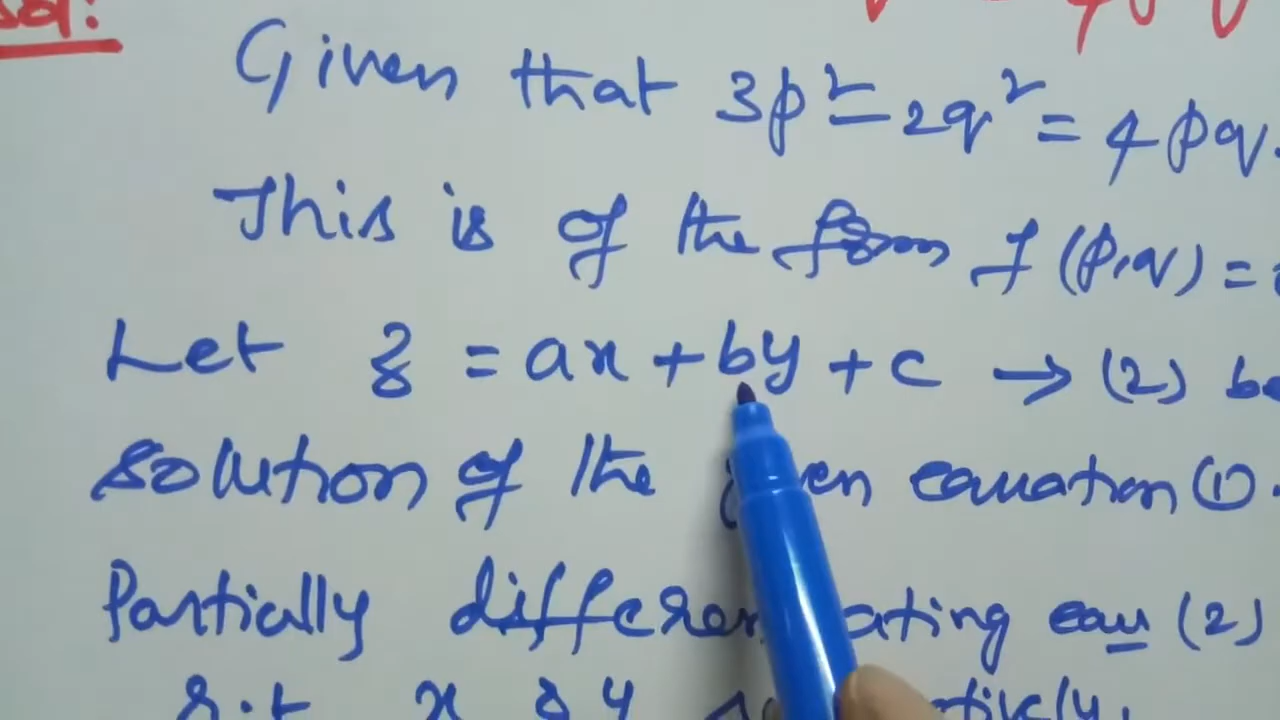 Sol:
Given that 3p² - 2q² = 4pq.
This is of the form f(p,q) =
Let z = ax + by + c → (2) be
solution of the given equation (1).
Partially differentiating equ (2)
x & y